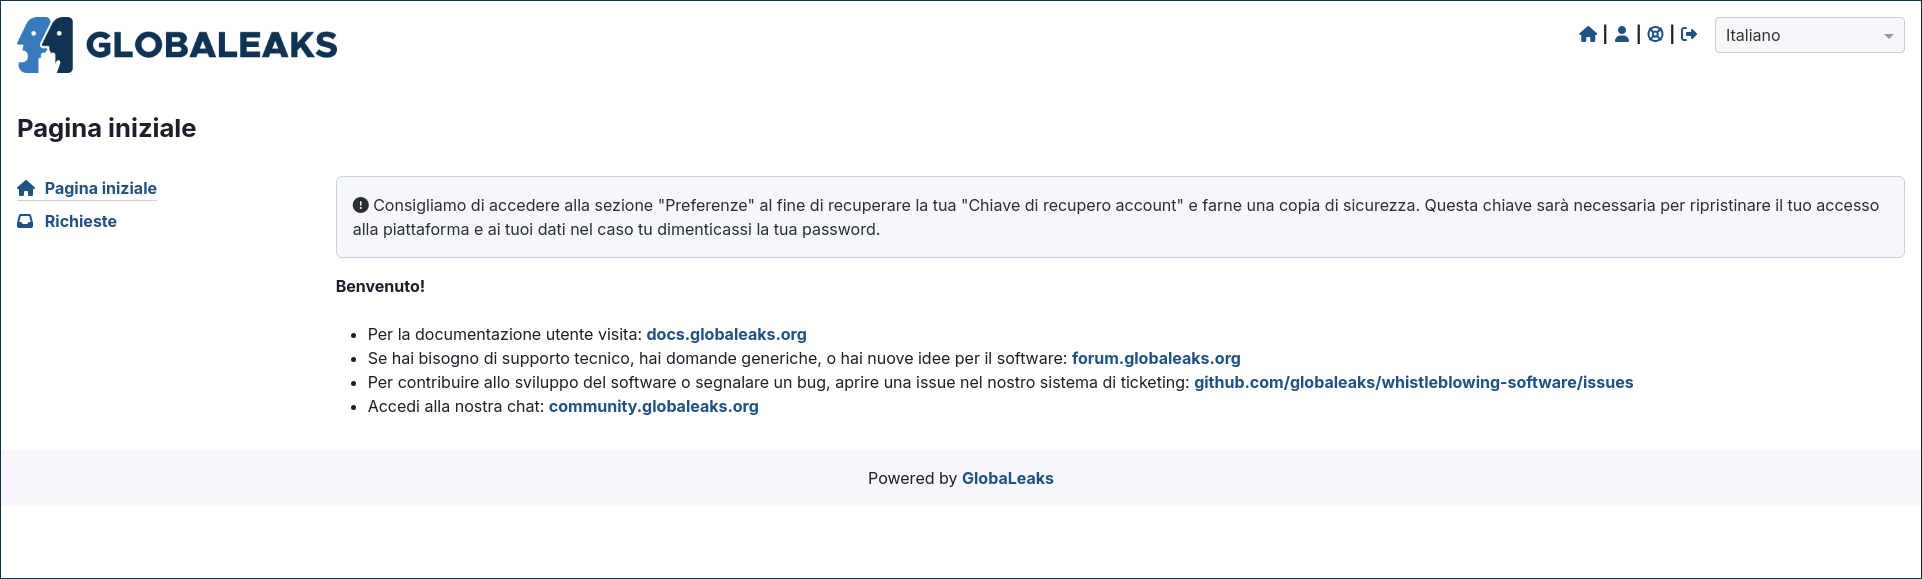 GLOBALEAKS
| | |
Italiano
Pagina iniziale
Pagina iniziale
Richieste
Consigliamo di accedere alla sezione "Preferenze" al fine di recuperare la tua "Chiave di recupero account" e farne una copia di sicurezza. Questa chiave sarà necessaria per ripristinare il tuo accesso
alla piattaforma e ai tuoi dati nel caso tu dimenticassi la tua password.
Benvenuto!
• Per la documentazione utente visita: docs.globaleaks.org
• Se hai bisogno di supporto tecnico, hai domande generiche, o hai nuove idee per il software: forum.globaleaks.org
• Per contribuire allo sviluppo del software o segnalare un bug, aprire una issue nel nostro sistema di ticketing: github.com/globaleaks/whistleblowing-software/issues
• Accedi alla nostra chat: community.globaleaks.org
Powered by GlobaLeaks